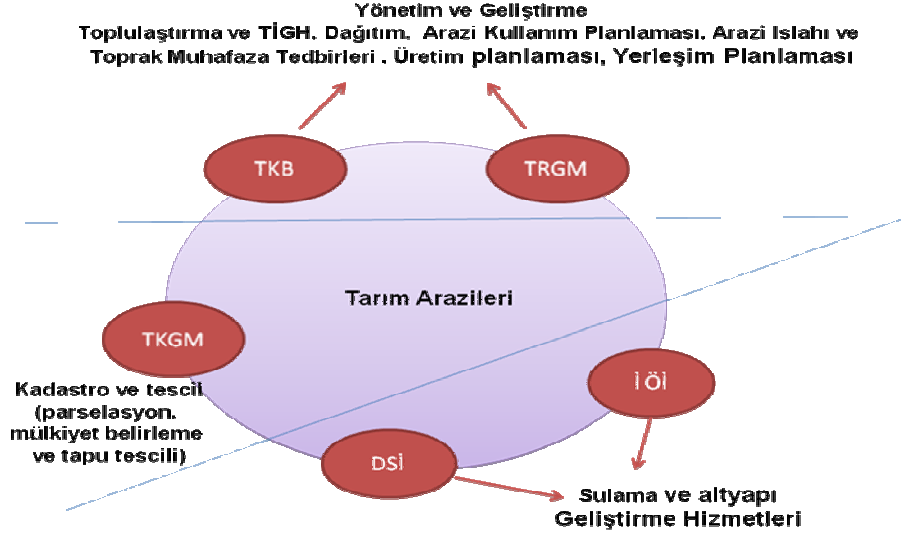 Yönetim ve Geliştirme
Toplulaştırma ve TİGH. Dağıtım, Arazi Kullanım Planlaması. Arazi Islahı ve
Toprak Muhafaza Tedbirleri . Üretim planlaması, Yerleşim Planlaması
TKB
TRGM
Tarım Arazileri
TKGM
İ Öİ
Kadastro ve tescil
(parselasyon.
mülkiyet belirleme
ve tapu tescili)
DSİ
Sulama ve altyapı
Geliştirme Hizmetleri